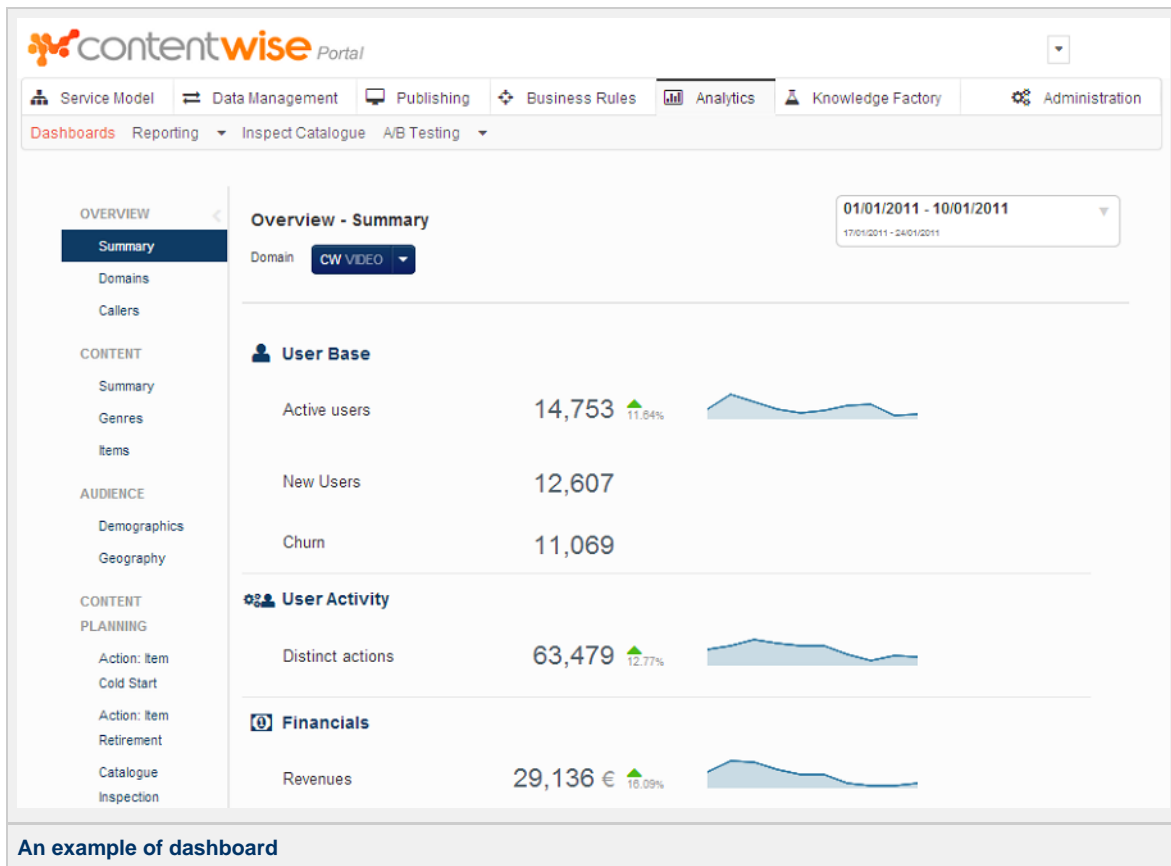 contentwise Portal
Service Model Data Management Publishing Business Rules Analytics Knowledge Factory Administration
Dashboards Reporting Inspect Catalogue A/B Testing
OVERVIEW
Summary
Domains
Callers
CONTENT
Summary
Genres
Items
AUDIENCE
Demographics
Geography
CONTENT
PLANNING
Action: Item
Cold Start
Action: Item
Retirement
Catalogue
Inspection
Overview - Summary
01/01/2011 - 10/01/2011
17/01/2011 - 24/01/2011
Domain CW VIDEO
User Base
Active users 14,753 11.64%
New Users 12,607
Churn 11,069
User Activity
Distinct actions 63,479 12.77%
Financials
Revenues 29,136 € 16.09%
An example of dashboard